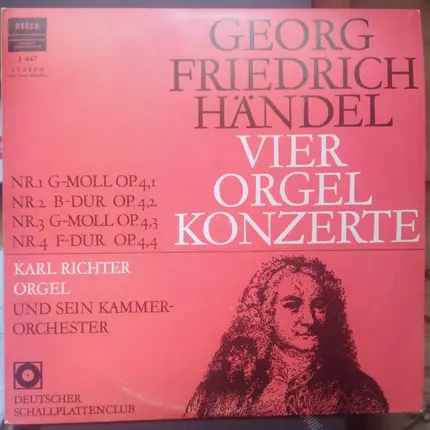 DECCA
J 647
STEREO
GEORG
FRIEDRICH
HÄNDEL
VIER
ORGEL
KONZERTE
NR.1 G-MOLL OP.4,1
NR.2 B-DUR OP.4,2
NR.3 G-MOLL OP.4,3
NR.4 F-DUR OP.4,4
KARL RICHTER
ORGEL
UND SEIN KAMMER-
ORCHESTER
DEUTSCHER
SCHALLPLATTENCLUB